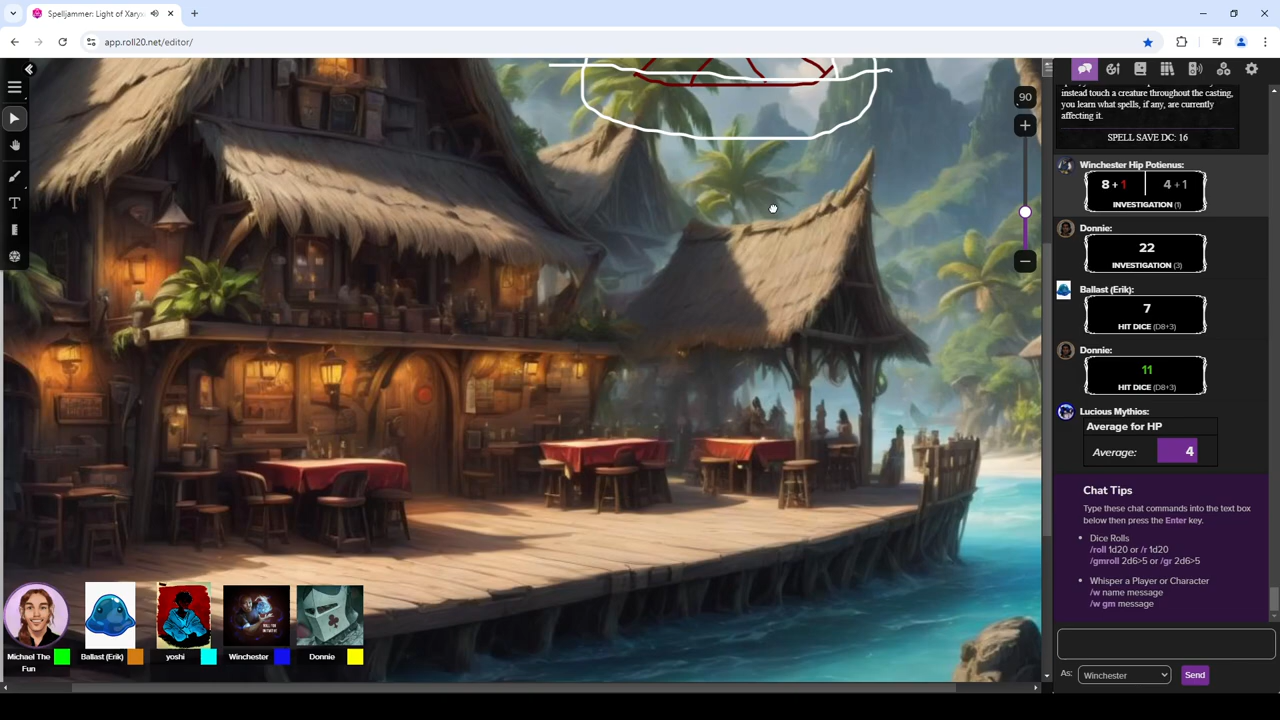 Spelljammer: Light of Xaryx
app.roll20.net/editor/
90
instead touch a creature throughout the casting,
you learn what spells, if any, are currently
affecting it.
SPELL SAVE DC: 16
Winchester Hip Potienus:
8 + 1 4 + 1
INVESTIGATION (1)
Donnie:
22
INVESTIGATION (3)
Ballast (Erik):
7
HIT DICE (D8+3)
Donnie:
11
HIT DICE (D8+3)
Lucious Mythios:
Average for HP
Average: 4
Chat Tips
Type these chat commands into the text box
below then press the Enter key.
Dice Rolls
/roll 1d20 or /r 1d20
/gmroll 2d6>5 or /gr 2d6>5
Whisper a Player or Character
/w name message
/w gm message
ROLL FOR
INITIATIVE
Michael The
Fun
Ballast (Erik)
yoshi
Winchester
Donnie
As: Winchester Send